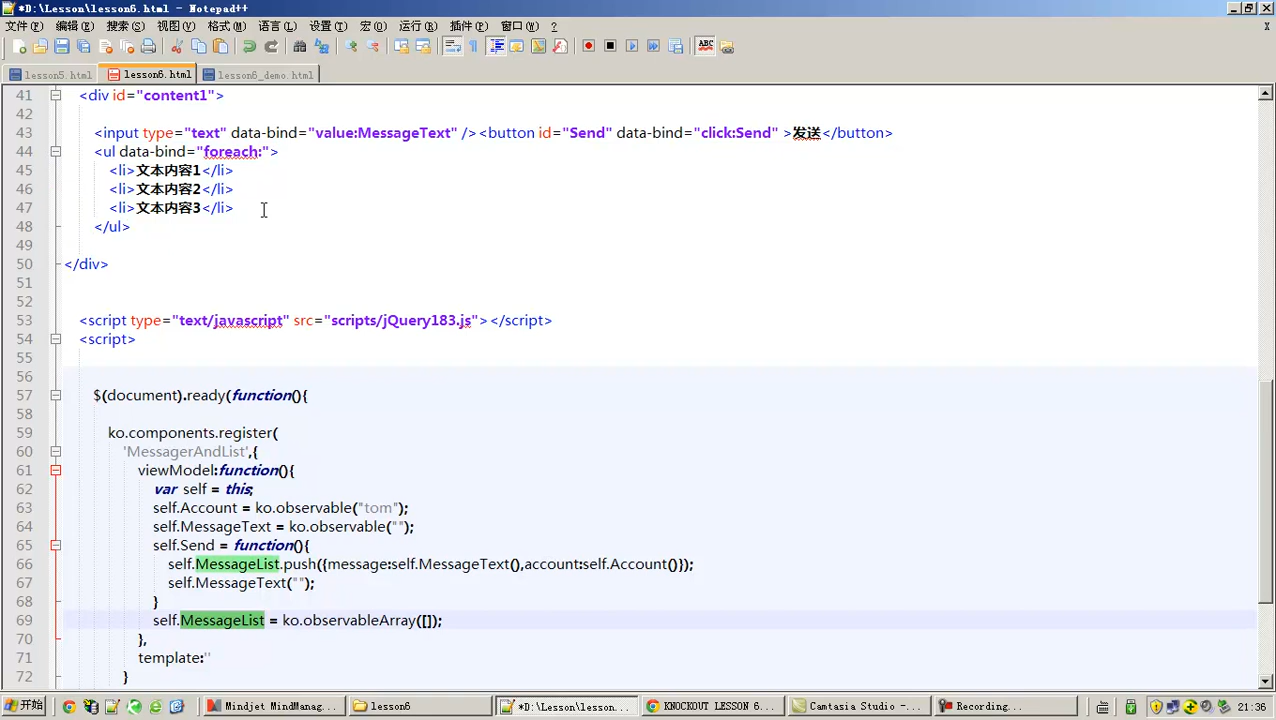 *D:\Lesson\lesson6.html - Notepad++
文件(F) 编辑(E) 搜索(S) 视图(V) 格式(M) 语言(L) 设置(T) 宏(O) 运行(R) 插件(P) 窗口(W) ? X
ABC
lesson5.html lesson6.html lesson6_demo.html
41 <div id="content1">
42
43 <input type="text" data-bind="value:MessageText" /><button id="Send" data-bind="click:Send" >发送</button>
44 <ul data-bind="foreach:">
45 <li>文本内容1</li>
46 <li>文本内容2</li>
47 <li>文本内容3</li>
48 </ul>
49
50 </div>
51
52
53 <script type="text/javascript" src="scripts/jQuery183.js"></script>
54 <script>
55
56
57 $(document).ready(function(){
58
59 ko.components.register(
60 'MessagerAndList',{
61 viewModel:function(){
62 var self = this;
63 self.Account = ko.observable("tom");
64 self.MessageText = ko.observable("");
65 self.Send = function(){
66 self.MessageList.push({message:self.MessageText(),account:self.Account()});
67 self.MessageText("");
68 }
69 self.MessageList = ko.observableArray([]);
70 },
71 template:''
72 }
开始 Mindjet MindManag... lesson6 *D:\Lesson\lesson... KNOCKOUT LESSON 6... Camtasia Studio -... Recording... 21:36